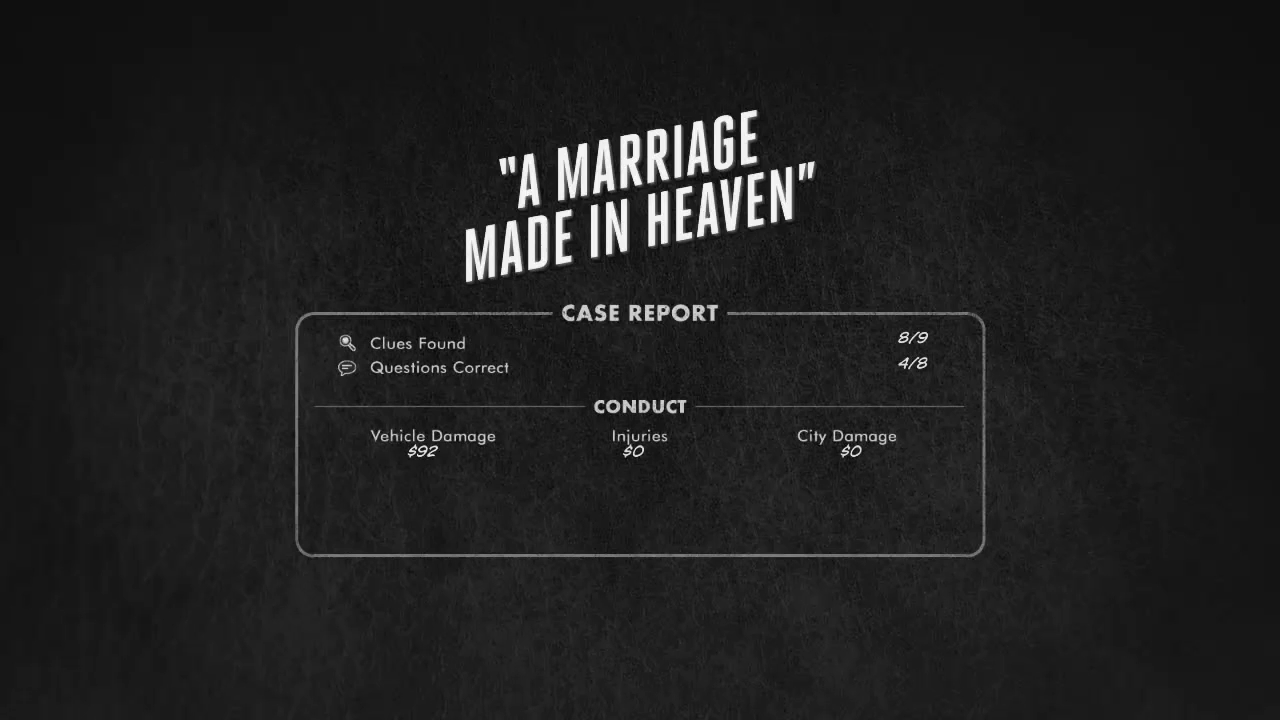 "A MARRIAGE
MADE IN HEAVEN"
CASE REPORT
Clues Found 8/9
Questions Correct 4/8
CONDUCT
Vehicle Damage Injuries City Damage
$92 $0 $0